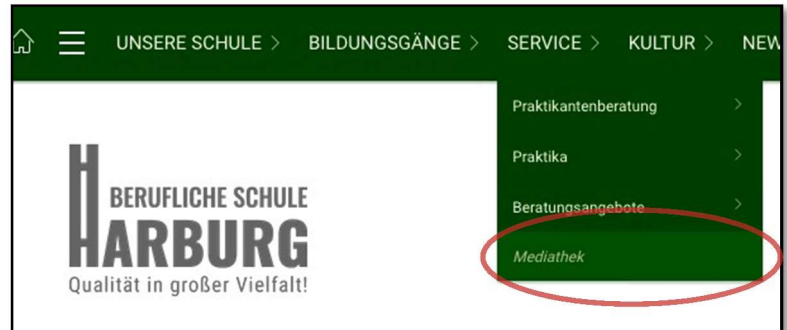 UNSERE SCHULE > BILDUNGSGÄNGE > SERVICE > KULTUR > NEW
Praktikantenberatung >
Praktika >
Beratungsangebote >
Mediathek
BERUFLICHE SCHULE
HARBURG
Qualität in großer Vielfalt!